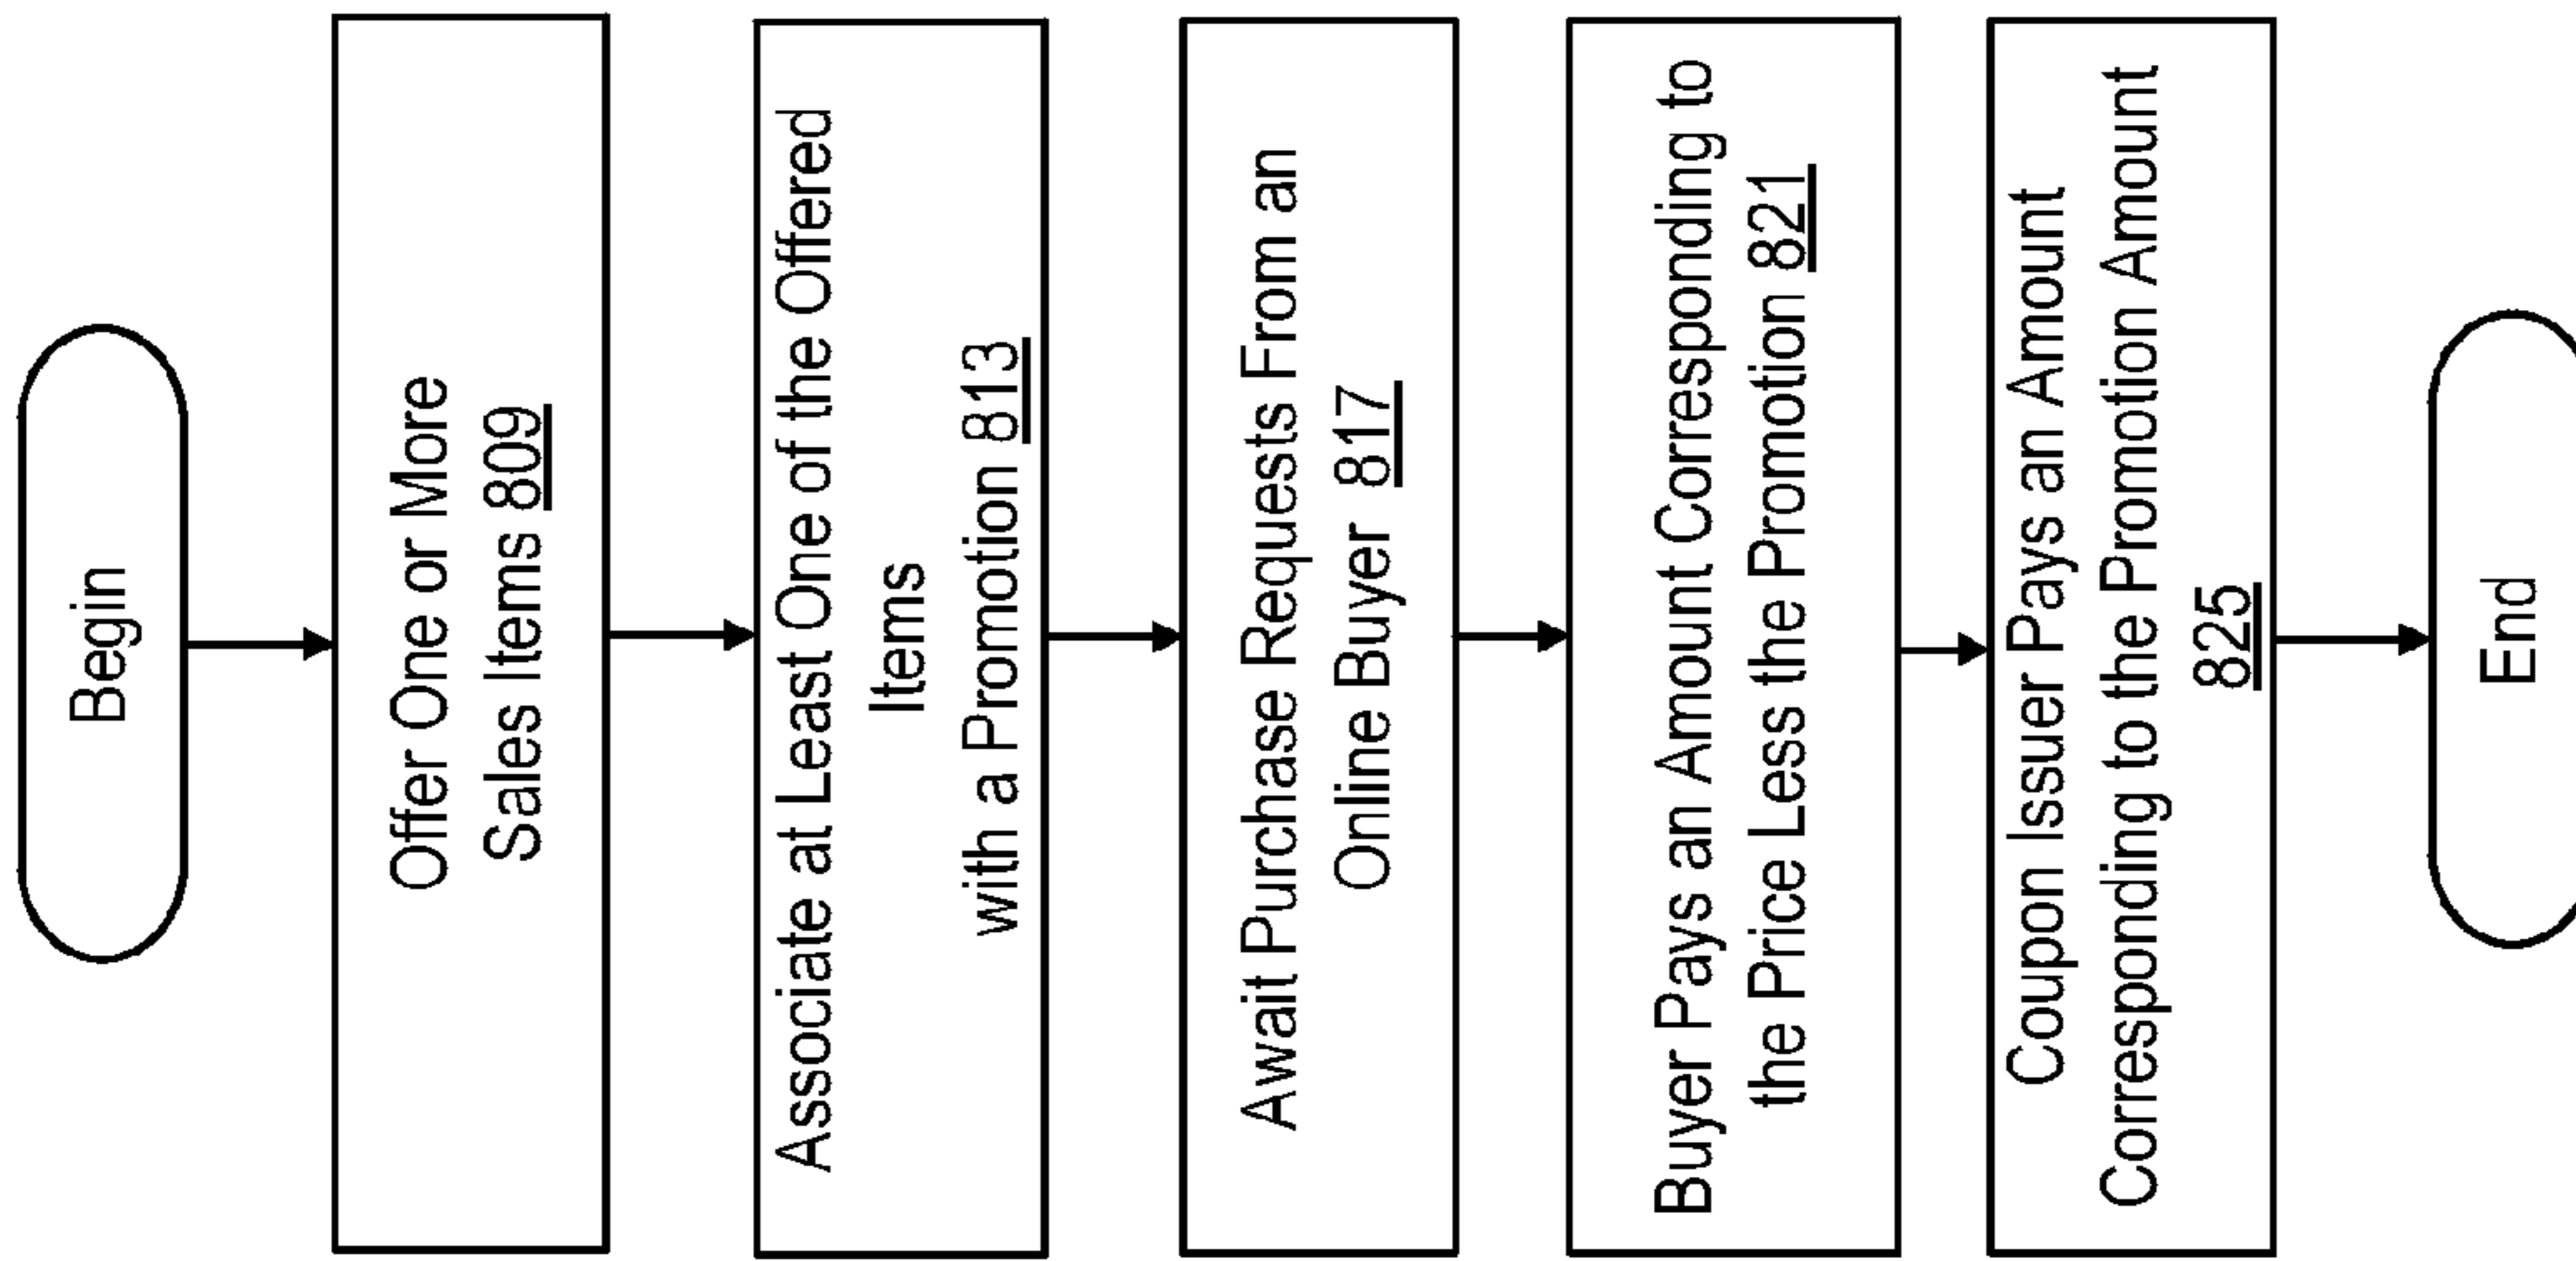 Begin
Offer One or More
Sales Items 809
Associate at Least One of the Offered
Items
with a Promotion 813
Await Purchase Requests From an
Online Buyer 817
Buyer Pays an Amount Corresponding to
the Price Less the Promotion 821
Coupon Issuer Pays an Amount
Corresponding to the Promotion Amount
825
End